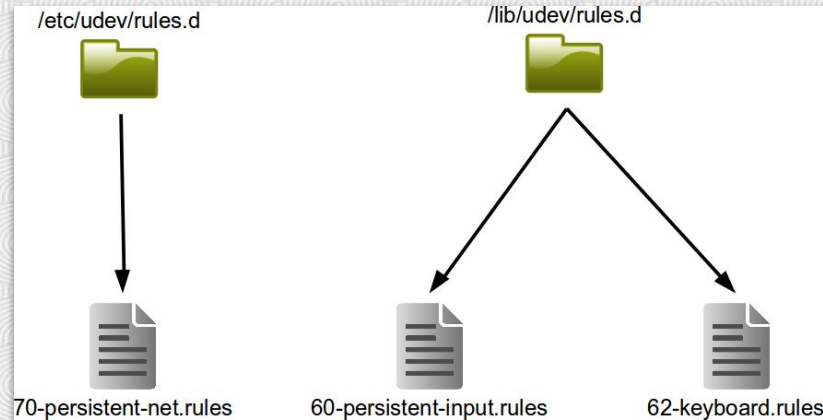 /etc/udev/rules.d
/lib/udev/rules.d
70-persistent-net.rules
60-persistent-input.rules
62-keyboard.rules